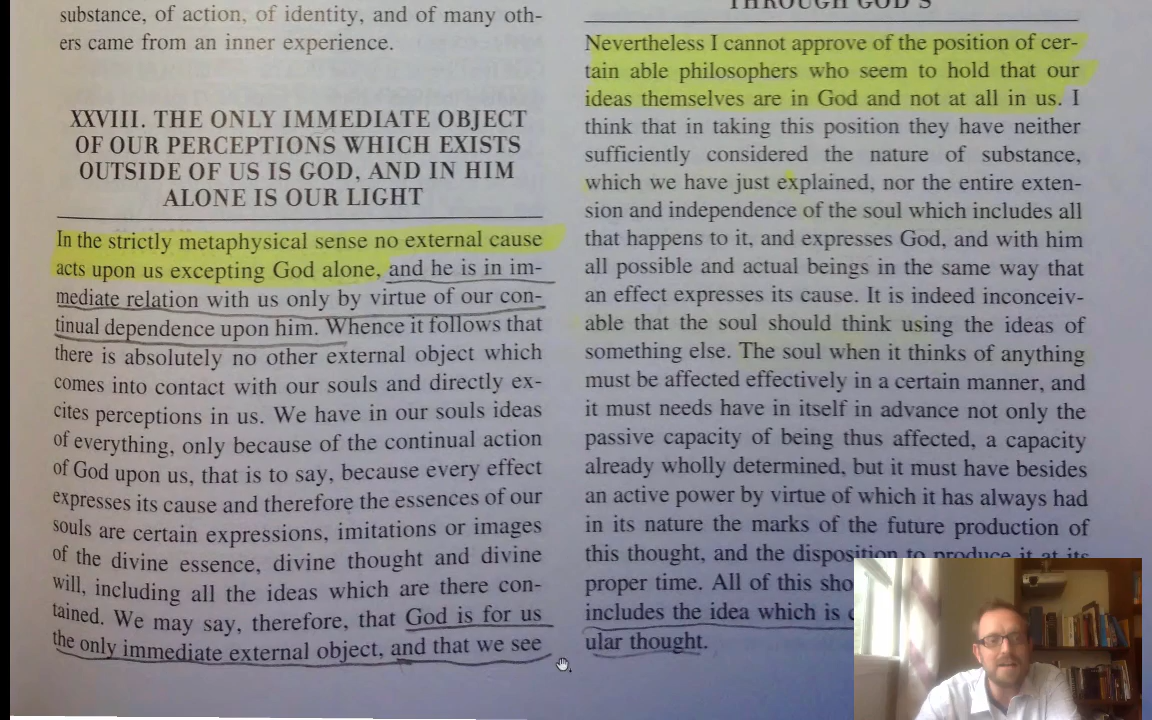 substance, of action, of identity, and of many oth-
ers came from an inner experience.
XXVIII. THE ONLY IMMEDIATE OBJECT
OF OUR PERCEPTIONS WHICH EXISTS
OUTSIDE OF US IS GOD, AND IN HIM
ALONE IS OUR LIGHT
In the strictly metaphysical sense no external cause
acts upon us excepting God alone, and he is in im-
mediate relation with us only by virtue of our con-
tinual dependence upon him. Whence it follows that
there is absolutely no other external object which
comes into contact with our souls and directly ex-
cites perceptions in us. We have in our souls ideas
of everything, only because of the continual action
of God upon us, that is to say, because every effect
expresses its cause and therefore the essences of our
souls are certain expressions, imitations or images
of the divine essence, divine thought and divine
will, including all the ideas which are there con-
tained. We may say, therefore, that God is for us
the only immediate external object, and that we see
THROUGH GOD'S
Nevertheless I cannot approve of the position of cer-
tain able philosophers who seem to hold that our
ideas themselves are in God and not at all in us. I
think that in taking this position they have neither
sufficiently considered the nature of substance,
which we have just explained, nor the entire exten-
sion and independence of the soul which includes all
that happens to it, and expresses God, and with him
all possible and actual beings in the same way that
an effect expresses its cause. It is indeed inconceiv-
able that the soul should think using the ideas of
something else. The soul when it thinks of anything
must be affected effectively in a certain manner, and
it must needs have in itself in advance not only the
passive capacity of being thus affected, a capacity
already wholly determined, but it must have besides
an active power by virtue of which it has always had
in its nature the marks of the future production of
this thought, and the disposition to produce it at its
proper time. All of this sho
includes the idea which is
ular thought.